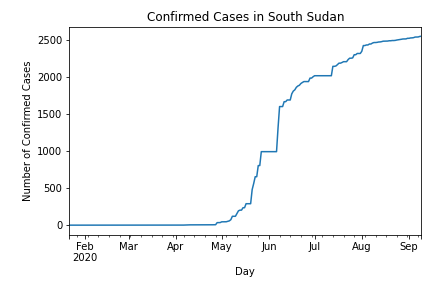 Confirmed Cases in South Sudan
Number of Confirmed Cases
2500
2000
1500
1000
500
0
Feb Mar Apr May Jun Jul Aug Sep
2020
Day